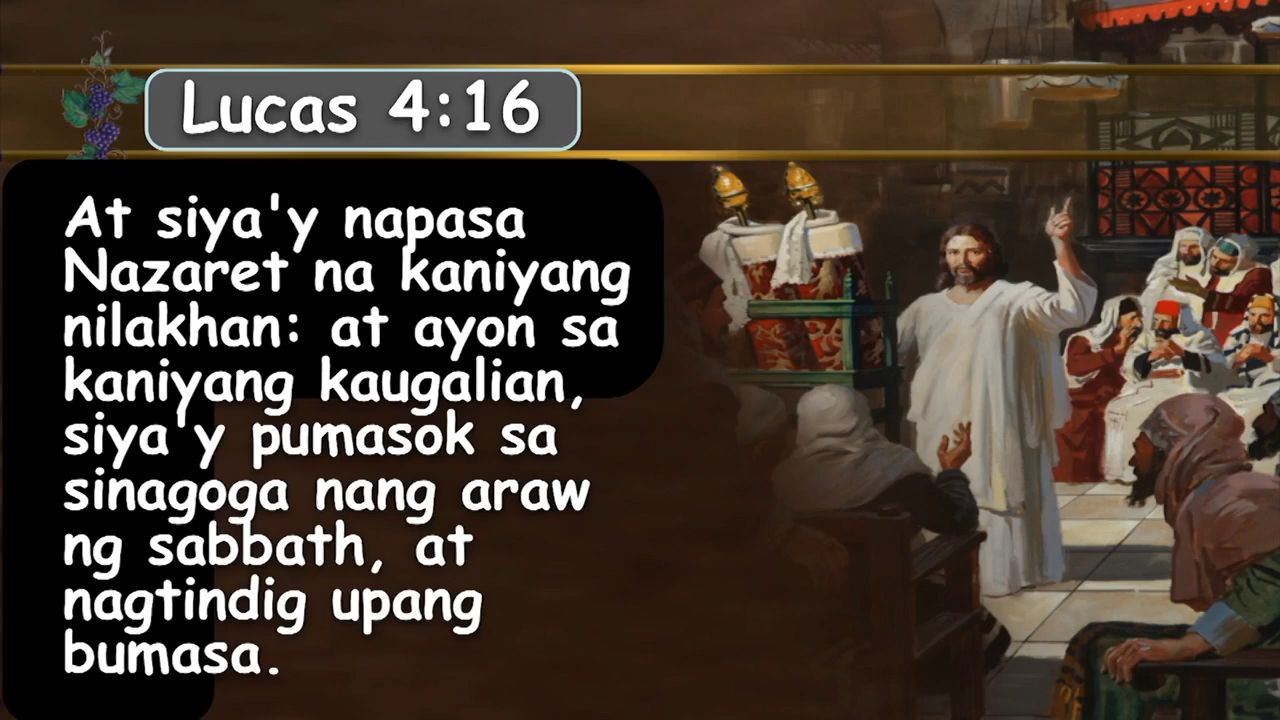 Lucas 4:16
At siya'y napasa
Nazaret na kaniyang
nilakhan: at ayon sa
kaniyang kaugalian,
siya'y pumasok sa
sinagoga nang araw
ng sabbath, at
nagtindig upang
bumasa.